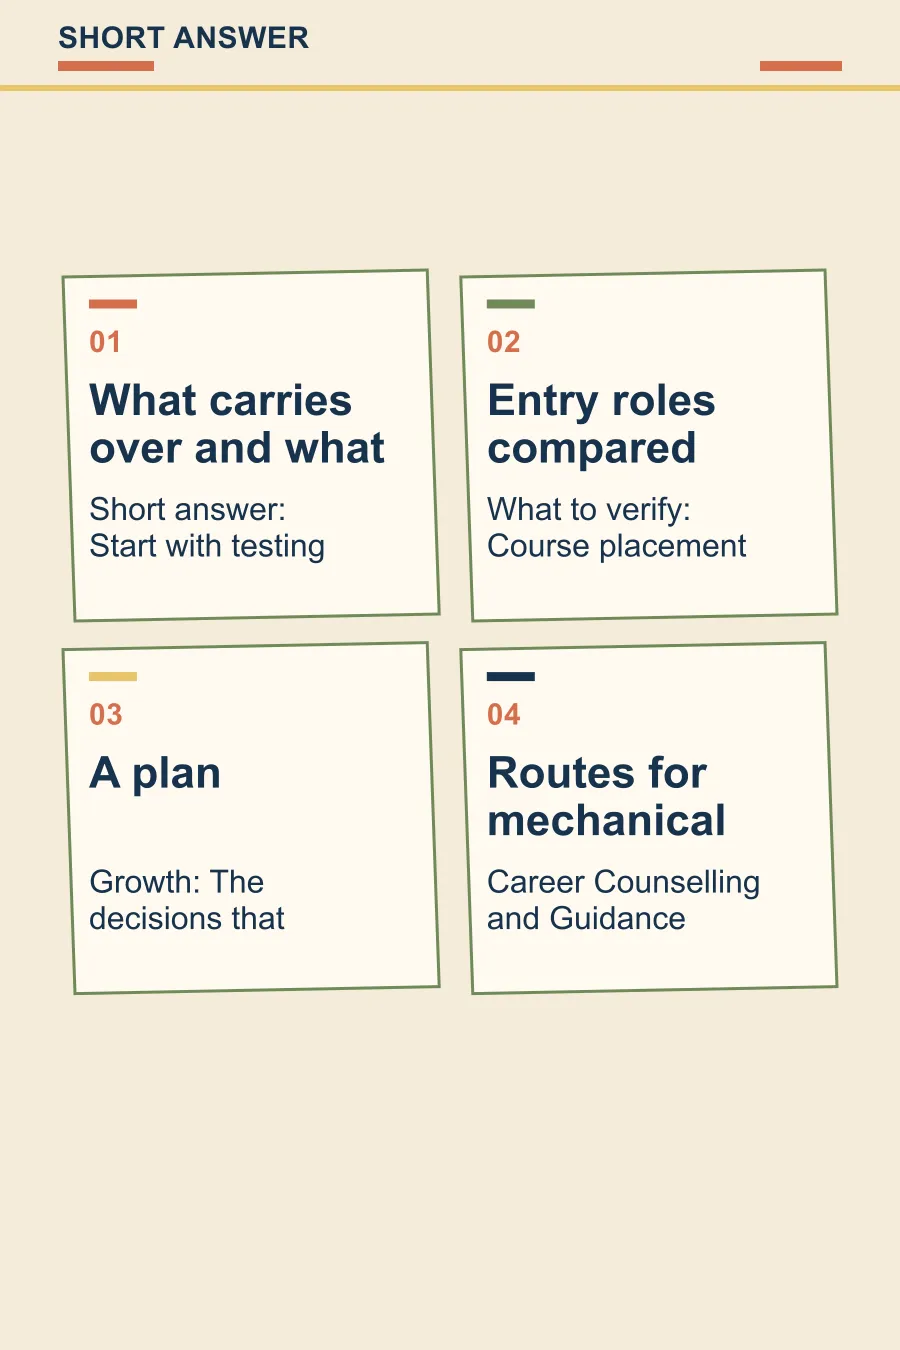 SHORT ANSWER
01
What carries
over and what
Short answer:
Start with testing
02
Entry roles
compared
What to verify:
Course placement
03
A plan
Growth: The
decisions that
04
Routes for
mechanical
Career Counselling
and Guidance